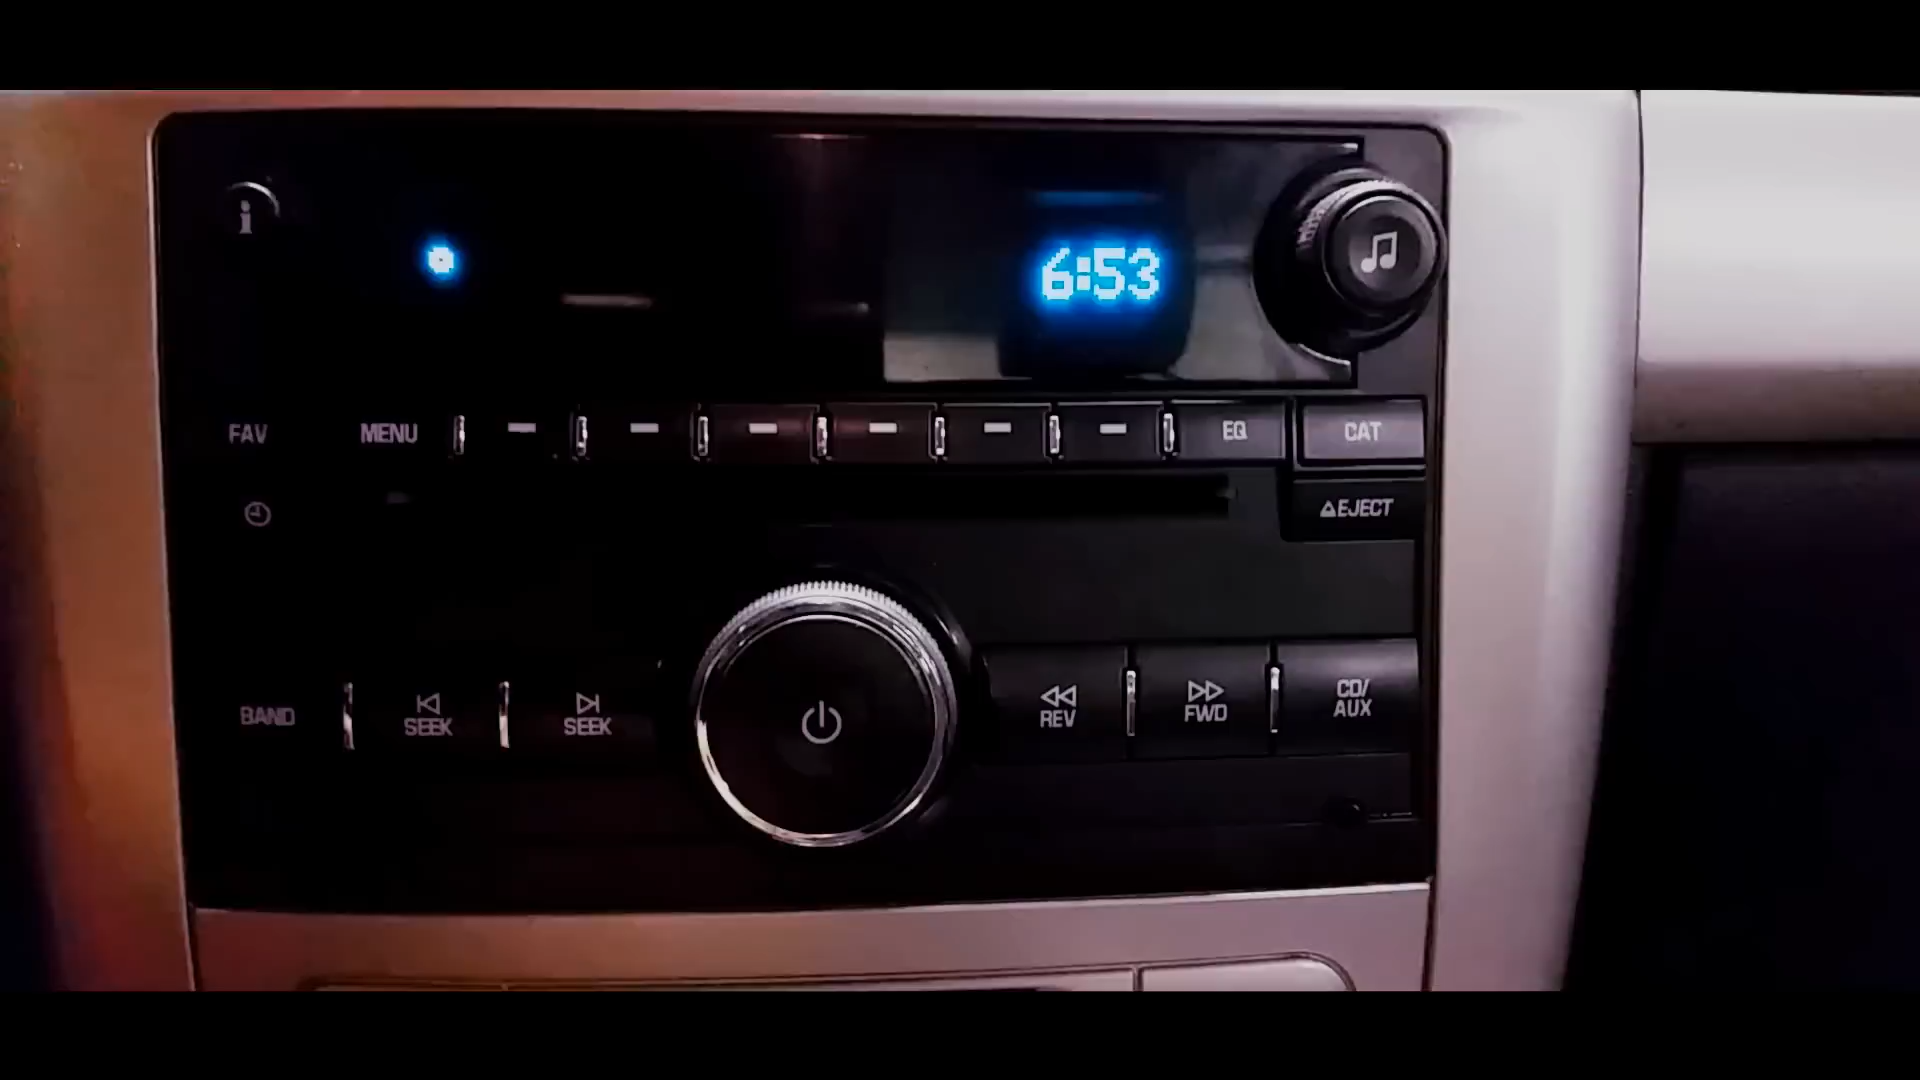 i
6:53
FAV
MENU
EQ
CAT
EJECT
BAND
SEEK
SEEK
REV
FWD
CD/
AUX